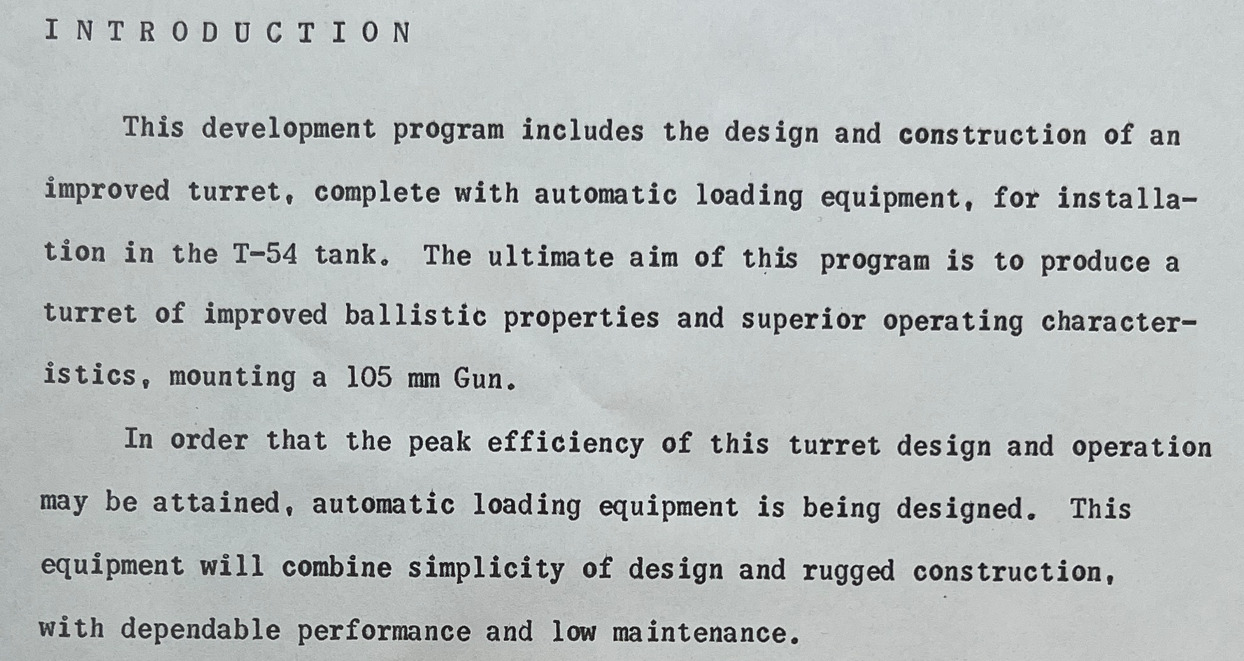 INTRODUCTION
This development program includes the design and construction of an
improved turret, complete with automatic loading equipment, for installa-
tion in the T-54 tank. The ultimate aim of this program is to produce a
turret of improved ballistic properties and superior operating character-
istics, mounting a 105 mm Gun.
In order that the peak efficiency of this turret design and operation
may be attained, automatic loading equipment is being designed. This
equipment will combine simplicity of design and rugged construction,
with dependable performance and low maintenance.